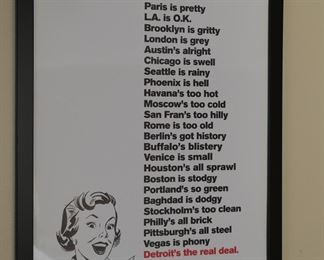 Paris is pretty
L.A. is O.K.
Brooklyn is gritty
London is grey
Austin's alright
Chicago is swell
Seattle is rainy
Phoenix is hell
Havana's too hot
Moscow's too cold
San Fran's too hilly
Rome is too old
Berlin's got history
Buffalo's blistery
Venice is small
Houston's all sprawl
Boston is stodgy
Portland's so green
Baghdad is dodgy
Stockholm's too clean
Philly's all brick
Pittsburgh's all steel
Vegas is phony
Detroit's the real deal.